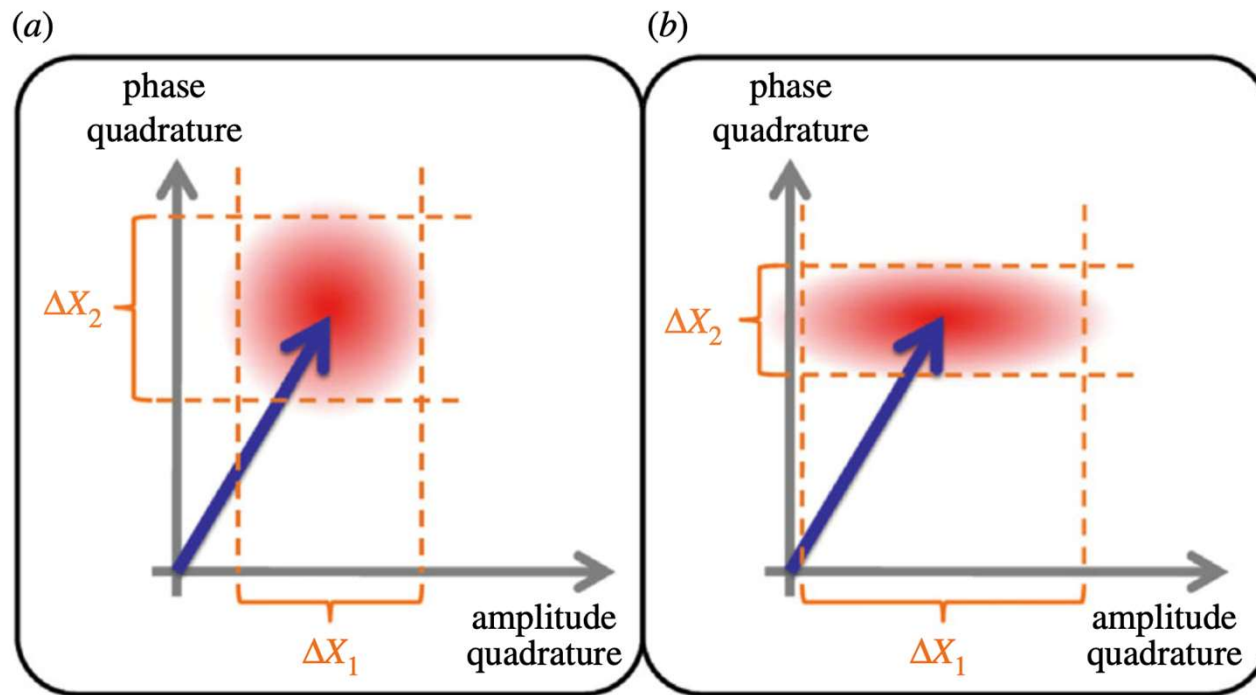 (a)
phase
quadrature
ΔX₂
ΔX₁
amplitude
quadrature
(b)
phase
quadrature
ΔX₂
ΔX₁
amplitude
quadrature